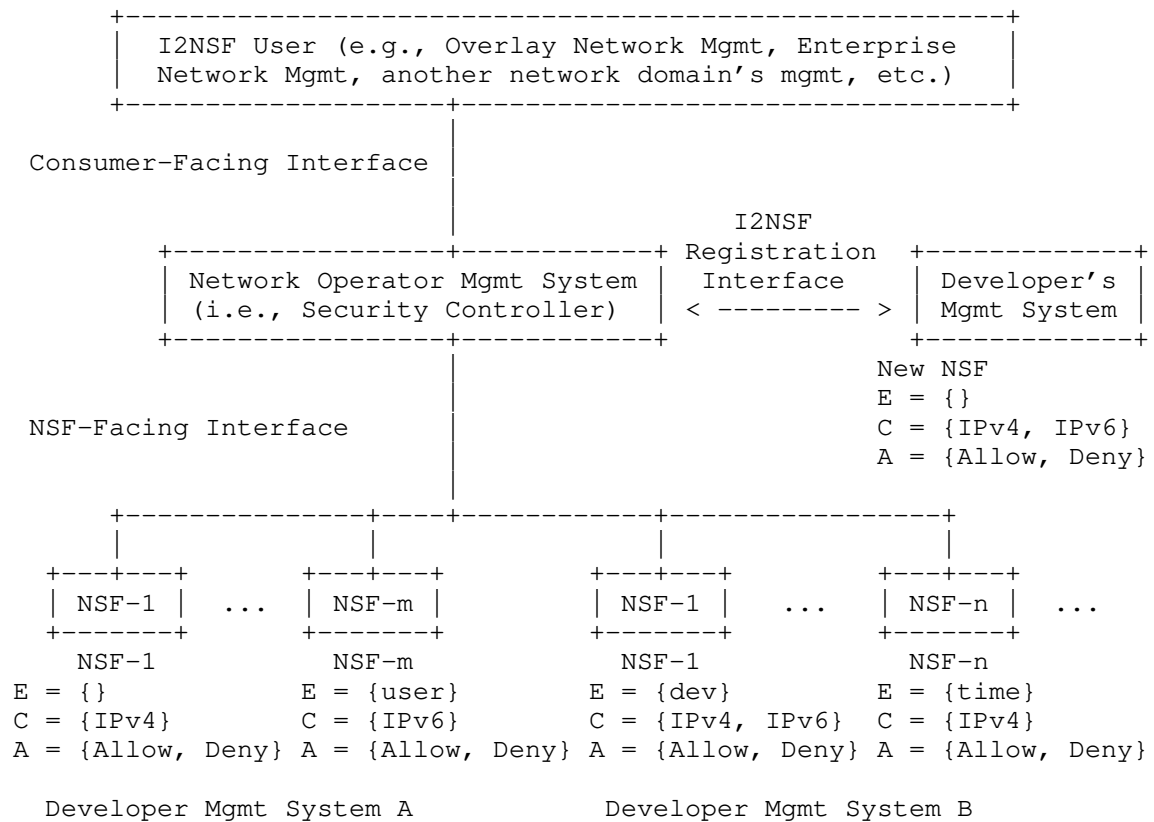 I2NSF User (e.g., Overlay Network Mgmt, Enterprise
Network Mgmt, another network domain's mgmt, etc.)
Consumer-Facing Interface
I2NSF
Registration
Interface
Network Operator Mgmt System
(i.e., Security Controller)
< --------- >
Developer's
Mgmt System
New NSF
E = {}
C = {IPv4, IPv6}
A = {Allow, Deny}
NSF-Facing Interface
NSF-1 ... NSF-m NSF-1 ... NSF-n ...
NSF-1 NSF-m NSF-1 NSF-n
E = {} E = {user} E = {dev} E = {time}
C = {IPv4} C = {IPv6} C = {IPv4, IPv6} C = {IPv4}
A = {Allow, Deny} A = {Allow, Deny} A = {Allow, Deny} A = {Allow, Deny}
Developer Mgmt System A Developer Mgmt System B